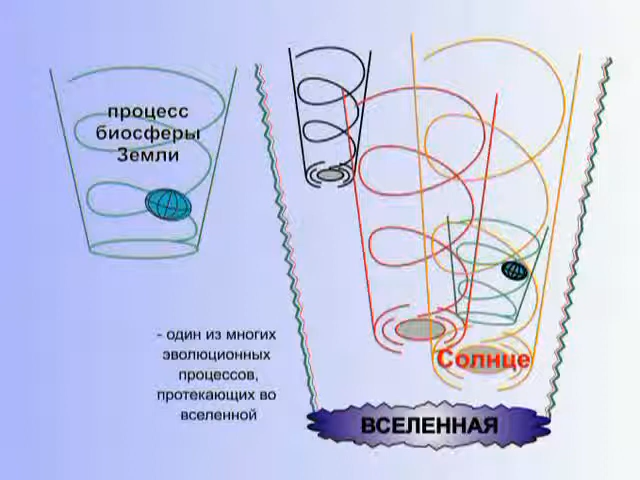 процесс
биосферы
Земли
- один из многих
эволюционных
процессов,
протекающих во
вселенной
Солнце
ВСЕЛЕННАЯ